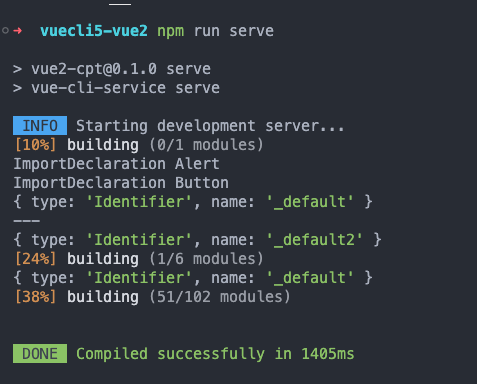 ➜ vuecli5-vue2 npm run serve
> vue2-cpt@0.1.0 serve
> vue-cli-service serve
INFO Starting development server...
[10%] building (0/1 modules)
ImportDeclaration Alert
ImportDeclaration Button
{ type: 'Identifier', name: '_default' }
---
{ type: 'Identifier', name: '_default2' }
[24%] building (1/6 modules)
{ type: 'Identifier', name: '_default' }
[38%] building (51/102 modules)
DONE Compiled successfully in 1405ms